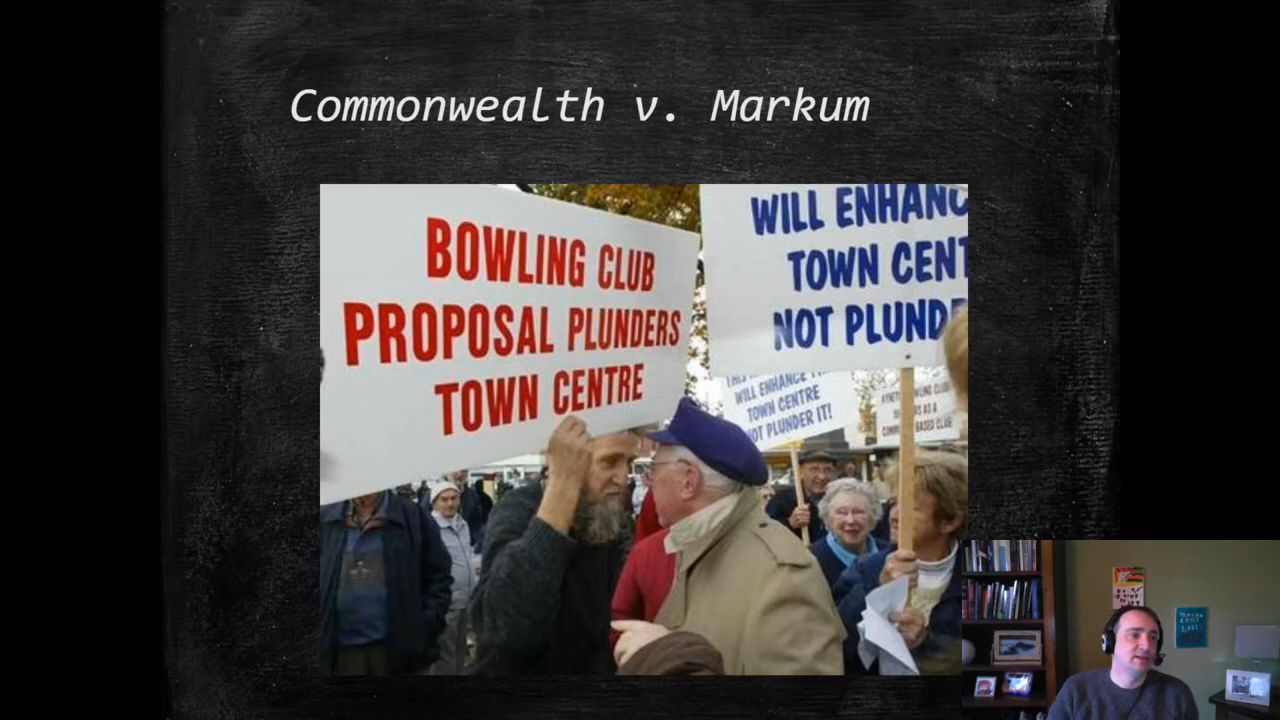 Commonwealth v. Markum
BOWLING CLUB
PROPOSAL PLUNDERS
TOWN CENTRE
WILL ENHANC
TOWN CENT
NOT PLUND
WILL ENHANCE
TOWN CENTRE
NOT PLUNDER IT!